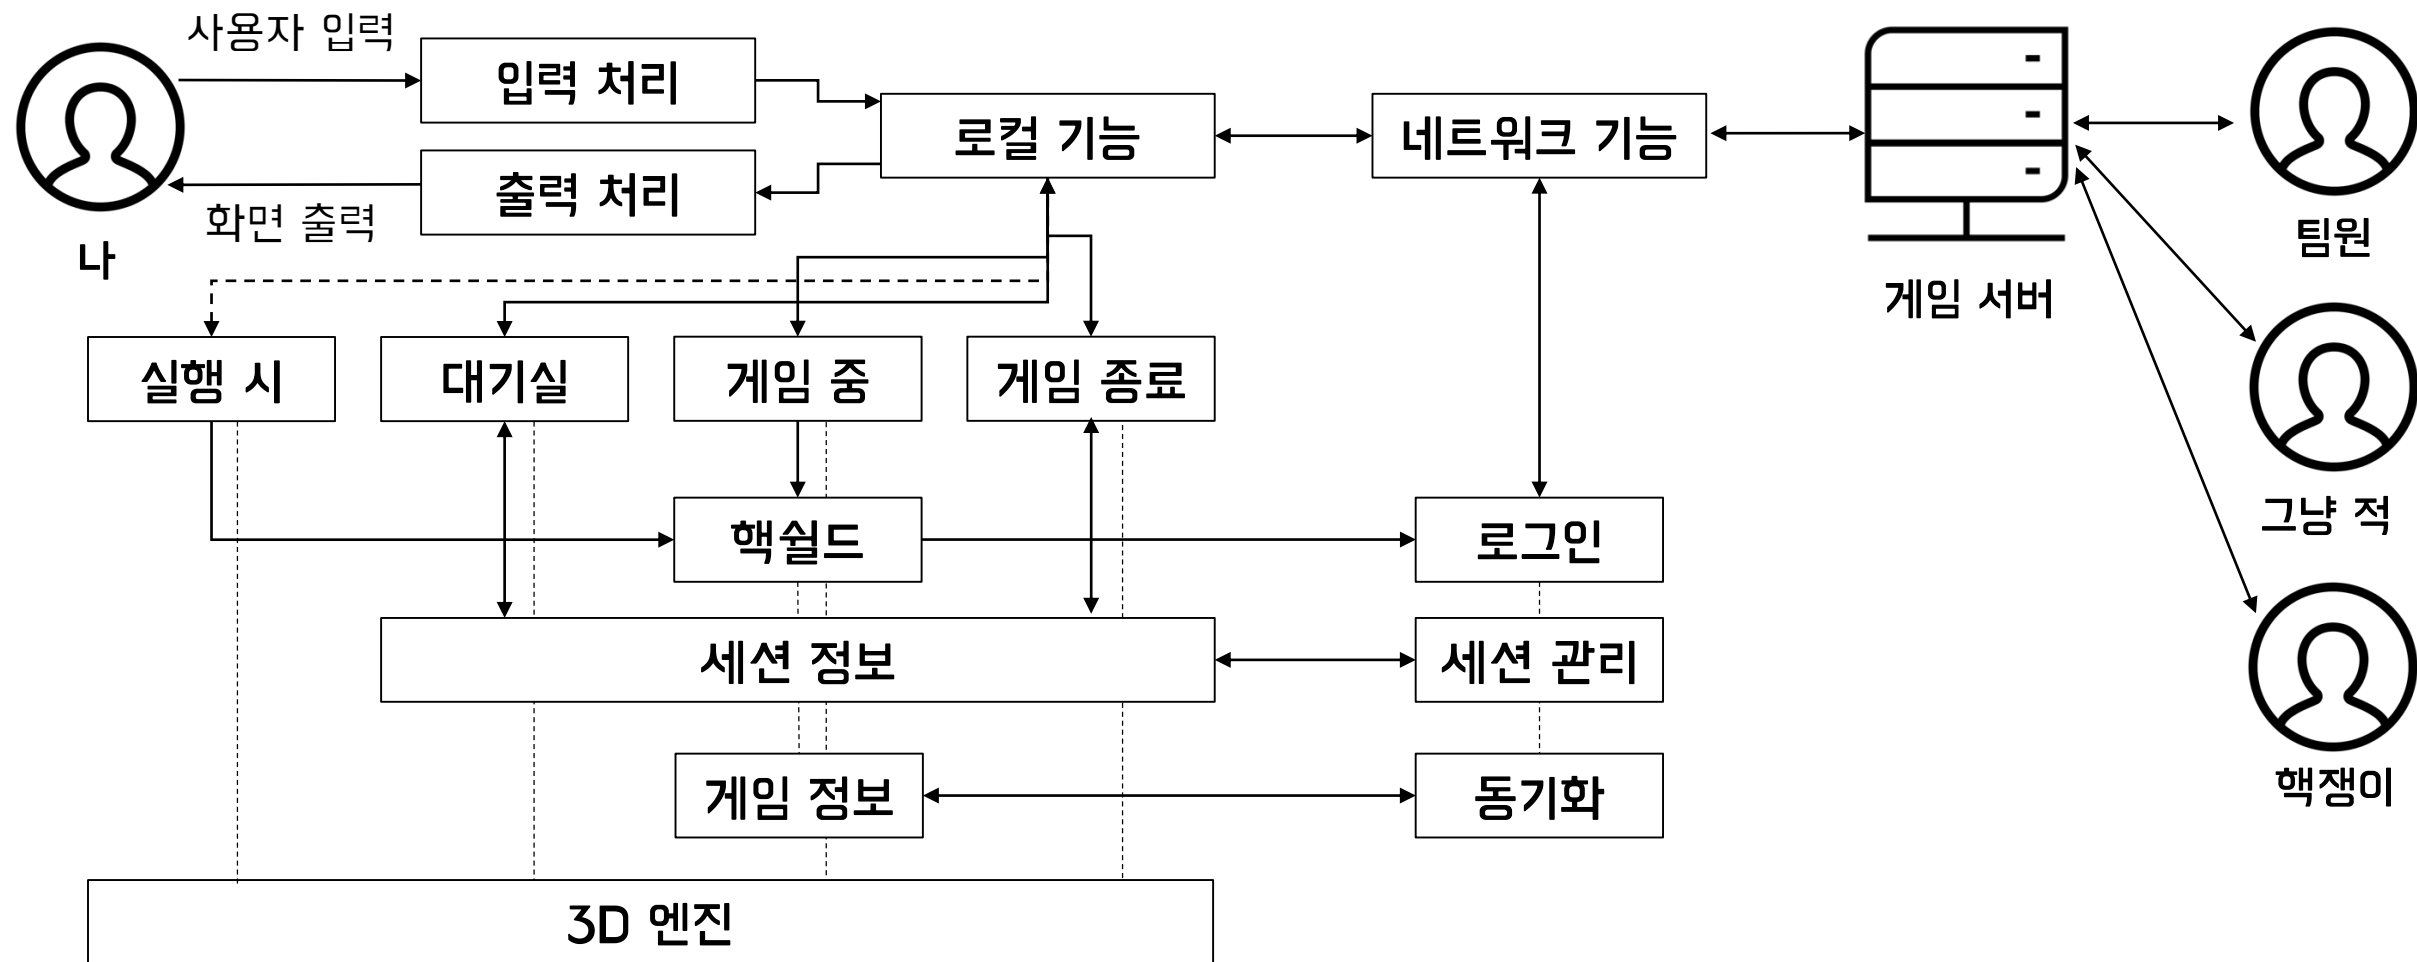 사용자 입력
입력 처리
로컬 기능
네트워크 기능
출력 처리
화면 출력
나
게임 서버
팀원
실행 시
대기실
게임 중
게임 종료
핵쉴드
로그인
그냥 적
세션 정보
세션 관리
게임 정보
동기화
핵쟁이
3D 엔진